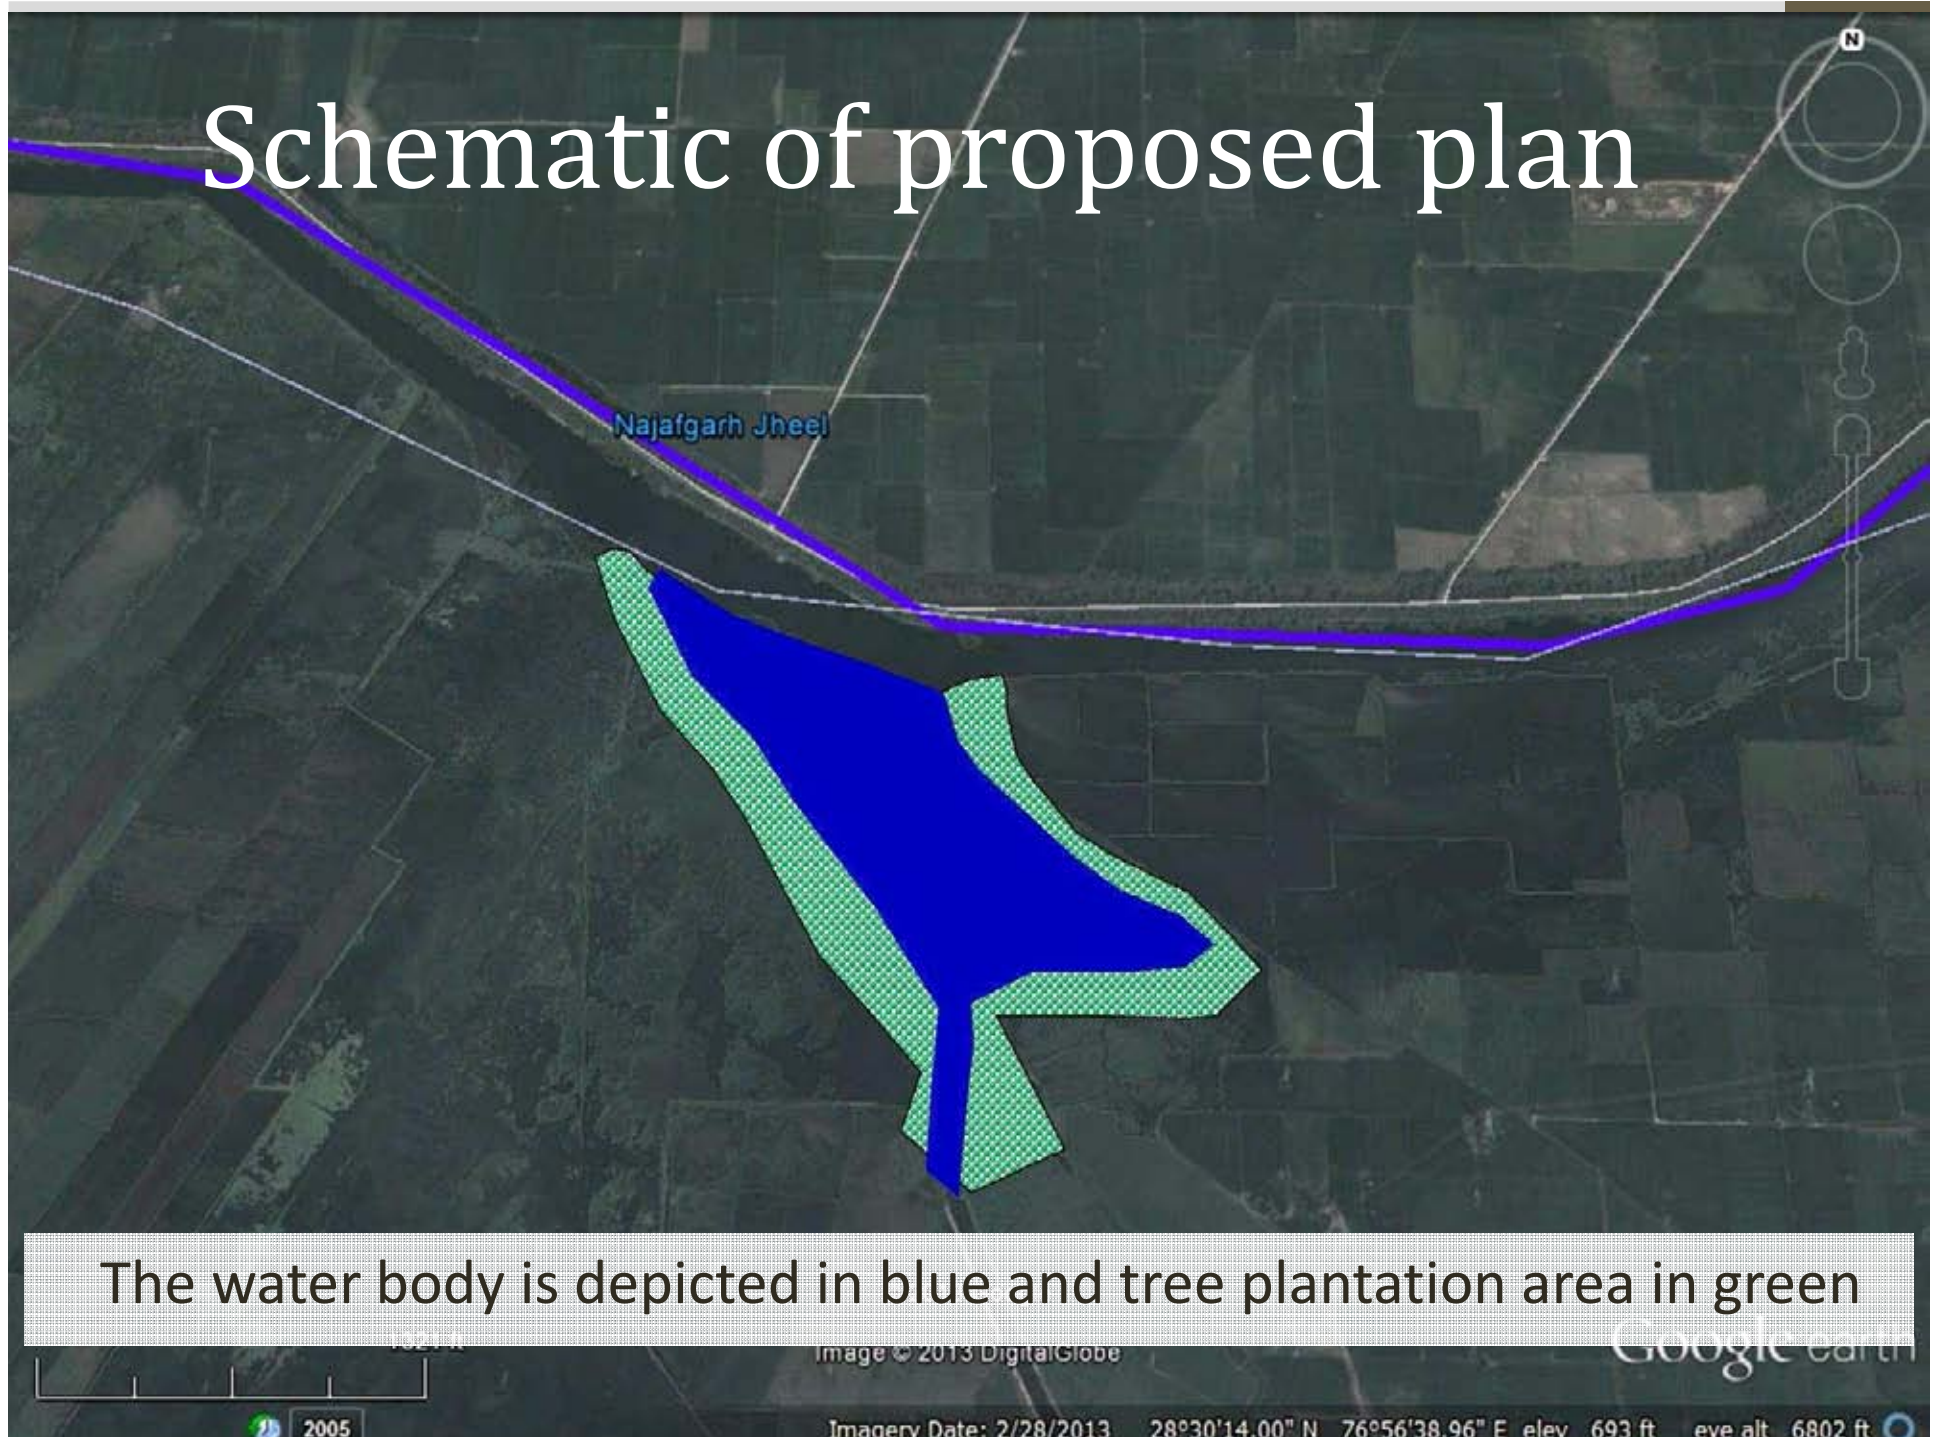 N
Schematic of proposed plan
Najafgarh Jheel
The water body is depicted in blue and tree plantation area in green
1321 ft
Google earth
Image © 2013 DigitalGlobe
2005
Imagery Date: 2/28/2013 28°30'14.00" N 76°56'38.96" E elev 693 ft eye alt 6802 ft